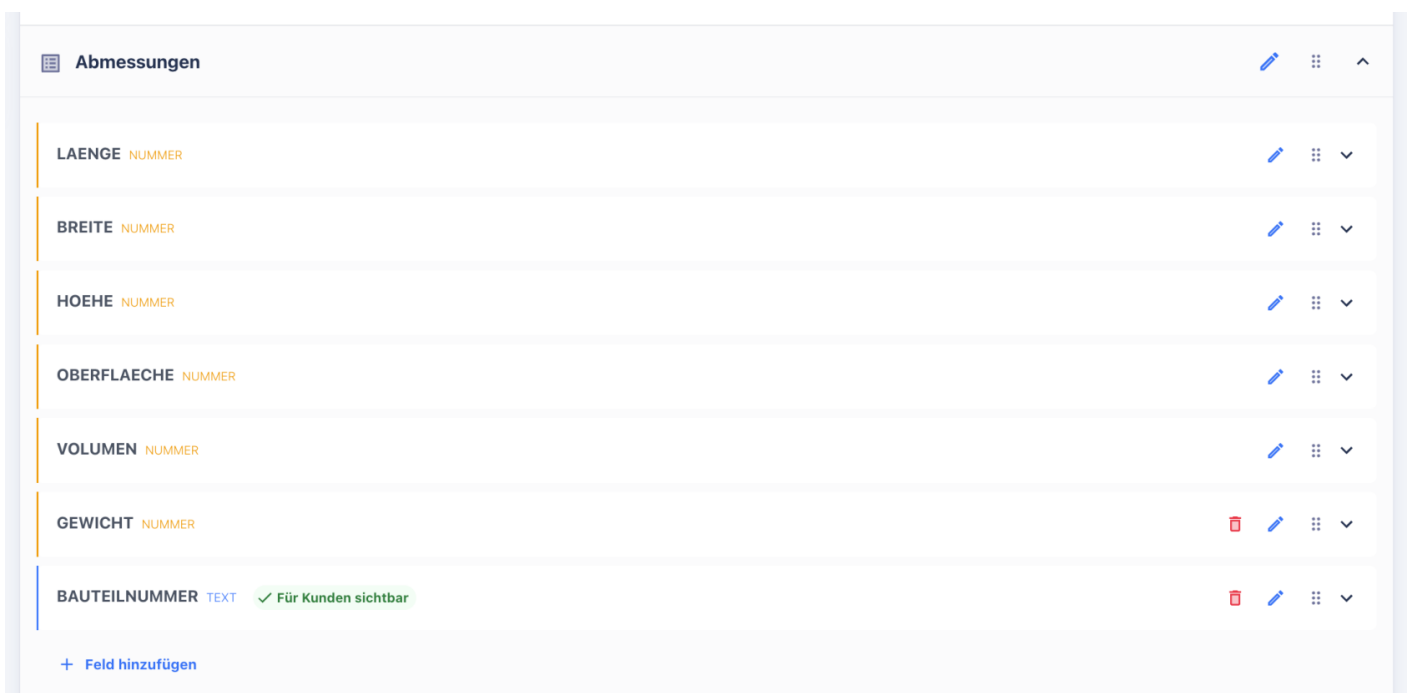 Abmessungen
LAENGE NUMMER
BREITE NUMMER
HOEHE NUMMER
OBERFLAECHE NUMMER
VOLUMEN NUMMER
GEWICHT NUMMER
BAUTEILNUMMER TEXT Für Kunden sichtbar
Feld hinzufügen